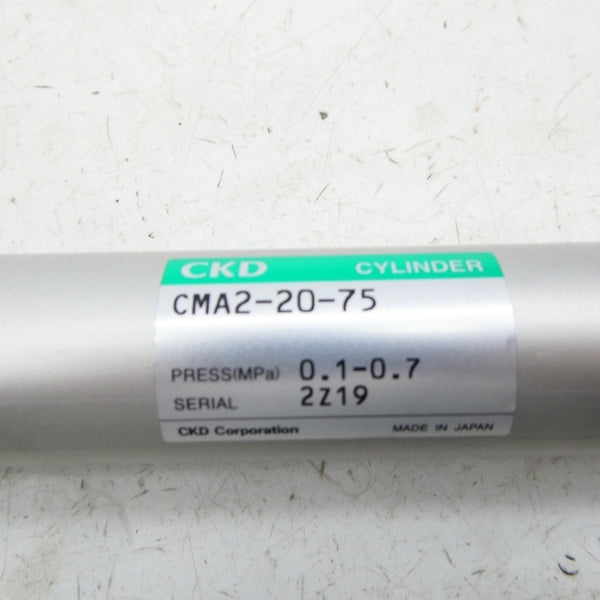 CKD CYLINDER
CMA2-20-75
PRESS(MPa) 0.1-0.7
SERIAL 2Z19
CKD Corporation MADE IN JAPAN